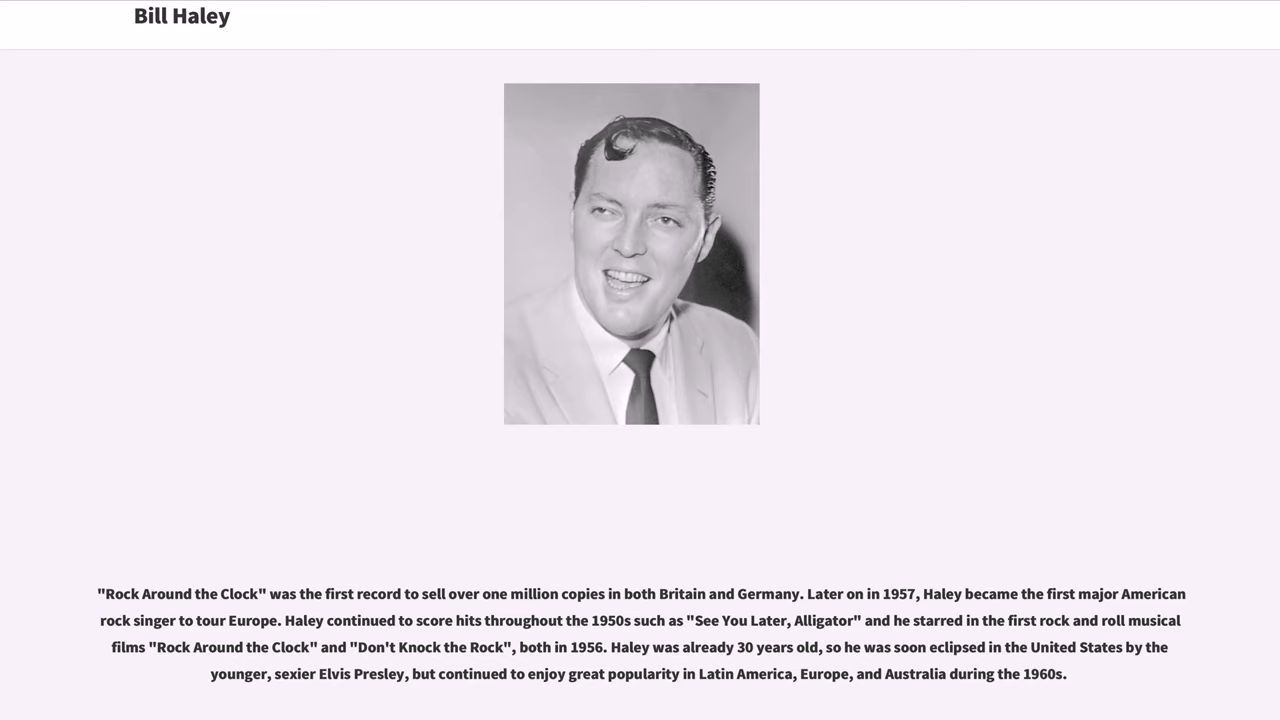 Bill Haley
"Rock Around the Clock" was the first record to sell over one million copies in both Britain and Germany. Later on in 1957, Haley became the first major American
rock singer to tour Europe. Haley continued to score hits throughout the 1950s such as "See You Later, Alligator" and he starred in the first rock and roll musical
films "Rock Around the Clock" and "Don't Knock the Rock", both in 1956. Haley was already 30 years old, so he was soon eclipsed in the United States by the
younger, sexier Elvis Presley, but continued to enjoy great popularity in Latin America, Europe, and Australia during the 1960s.